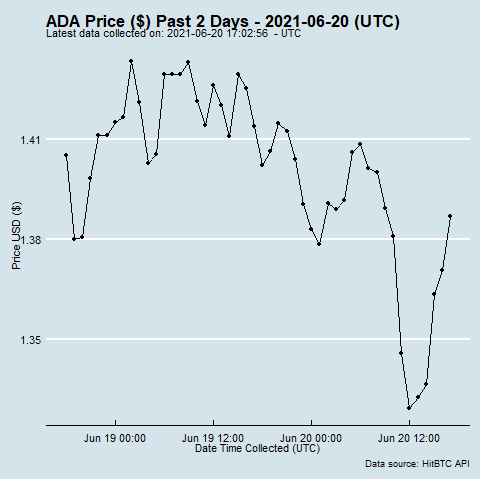 ADA Price ($) Past 2 Days - 2021-06-20 (UTC)
Latest data collected on: 2021-06-20 17:02:56  - UTC
Price USD ($)
1.41
1.38
1.35
Jun 19 00:00
Jun 19 12:00
Jun 20 00:00
Jun 20 12:00
Date Time Collected (UTC)
Data source: HitBTC API